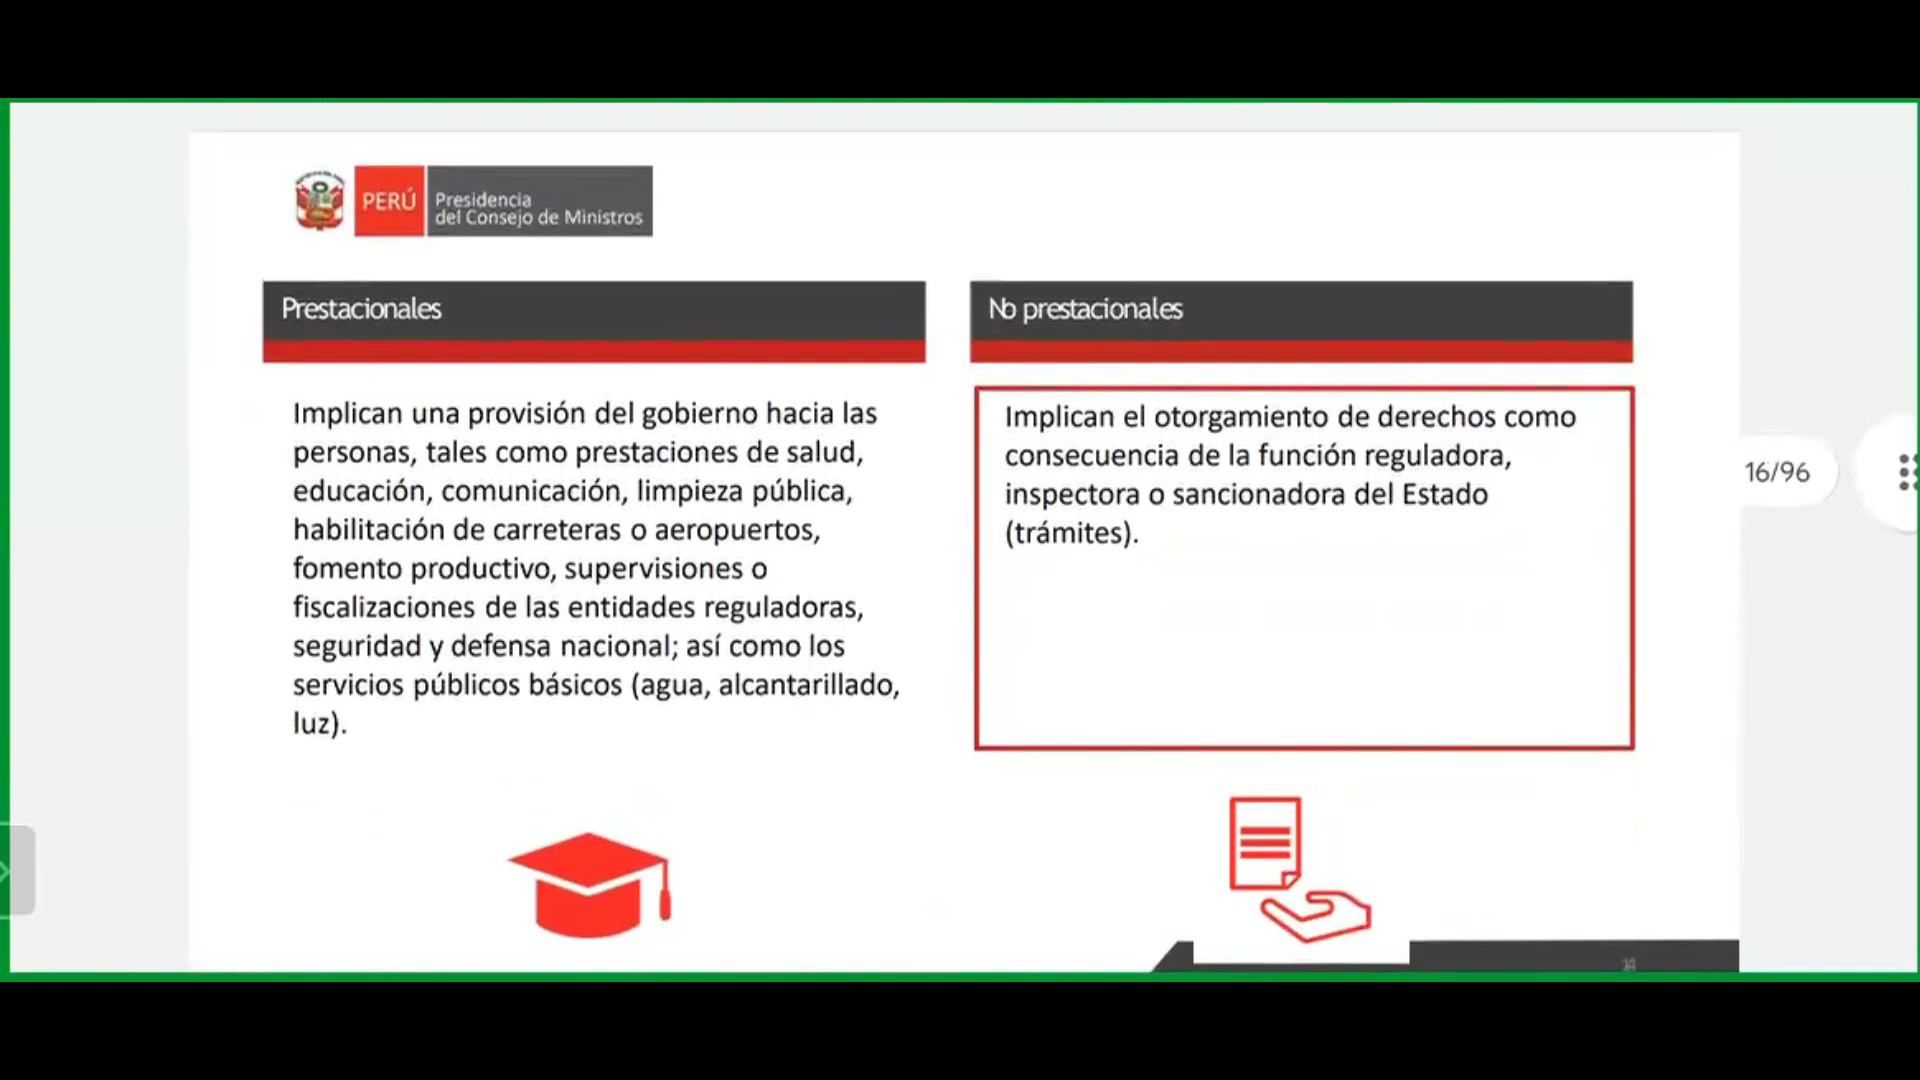 PERÚ
Presidencia
del Consejo de Ministros
Prestacionales
No prestacionales
Implican una provisión del gobierno hacia las
personas, tales como prestaciones de salud,
educación, comunicación, limpieza pública,
habilitación de carreteras o aeropuertos,
fomento productivo, supervisiones o
fiscalizaciones de las entidades reguladoras,
seguridad y defensa nacional; así como los
servicios públicos básicos (agua, alcantarillado,
luz).
Implican el otorgamiento de derechos como
consecuencia de la función reguladora,
inspectora o sancionadora del Estado
(trámites).
16/96